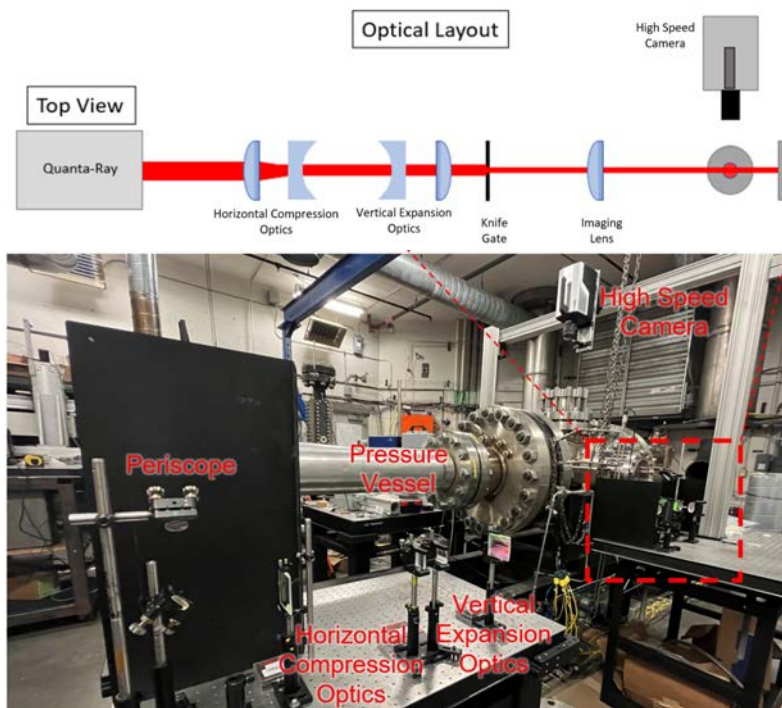 Optical Layout
High Speed
Camera
Top View
Quanta-Ray
Horizontal Compression
Optics
Vertical Expansion
Optics
Knife
Gate
Imaging
Lens
High Speed
Camera
Periscope
Pressure
Vessel
Horizontal
Compression
Optics
Vertical
Expansion
Optics